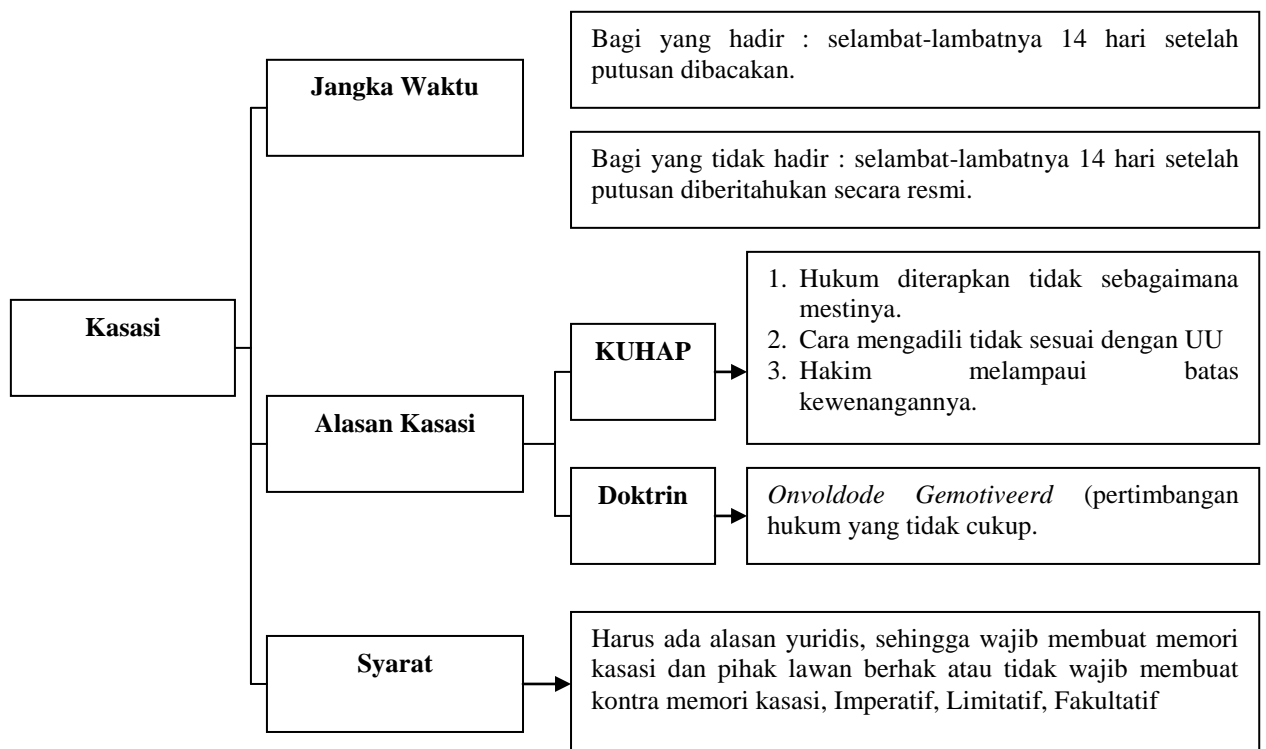 Bagi yang hadir : selambat-lambatnya 14 hari setelah
putusan dibacakan.
Jangka Waktu
Bagi yang tidak hadir : selambat-lambatnya 14 hari setelah
putusan diberitahukan secara resmi.
Kasasi
1. Hukum diterapkan tidak sebagaimana
mestinya.
2. Cara mengadili tidak sesuai dengan UU
3. Hakim melampaui batas
kewenangannya.
KUHAP
Alasan Kasasi
Doktrin
Onvoldode Gemotiveerd (pertimbangan
hukum yang tidak cukup.
Syarat
Harus ada alasan yuridis, sehingga wajib membuat memori
kasasi dan pihak lawan berhak atau tidak wajib membuat
kontra memori kasasi, Imperatif, Limitatif, Fakultatif